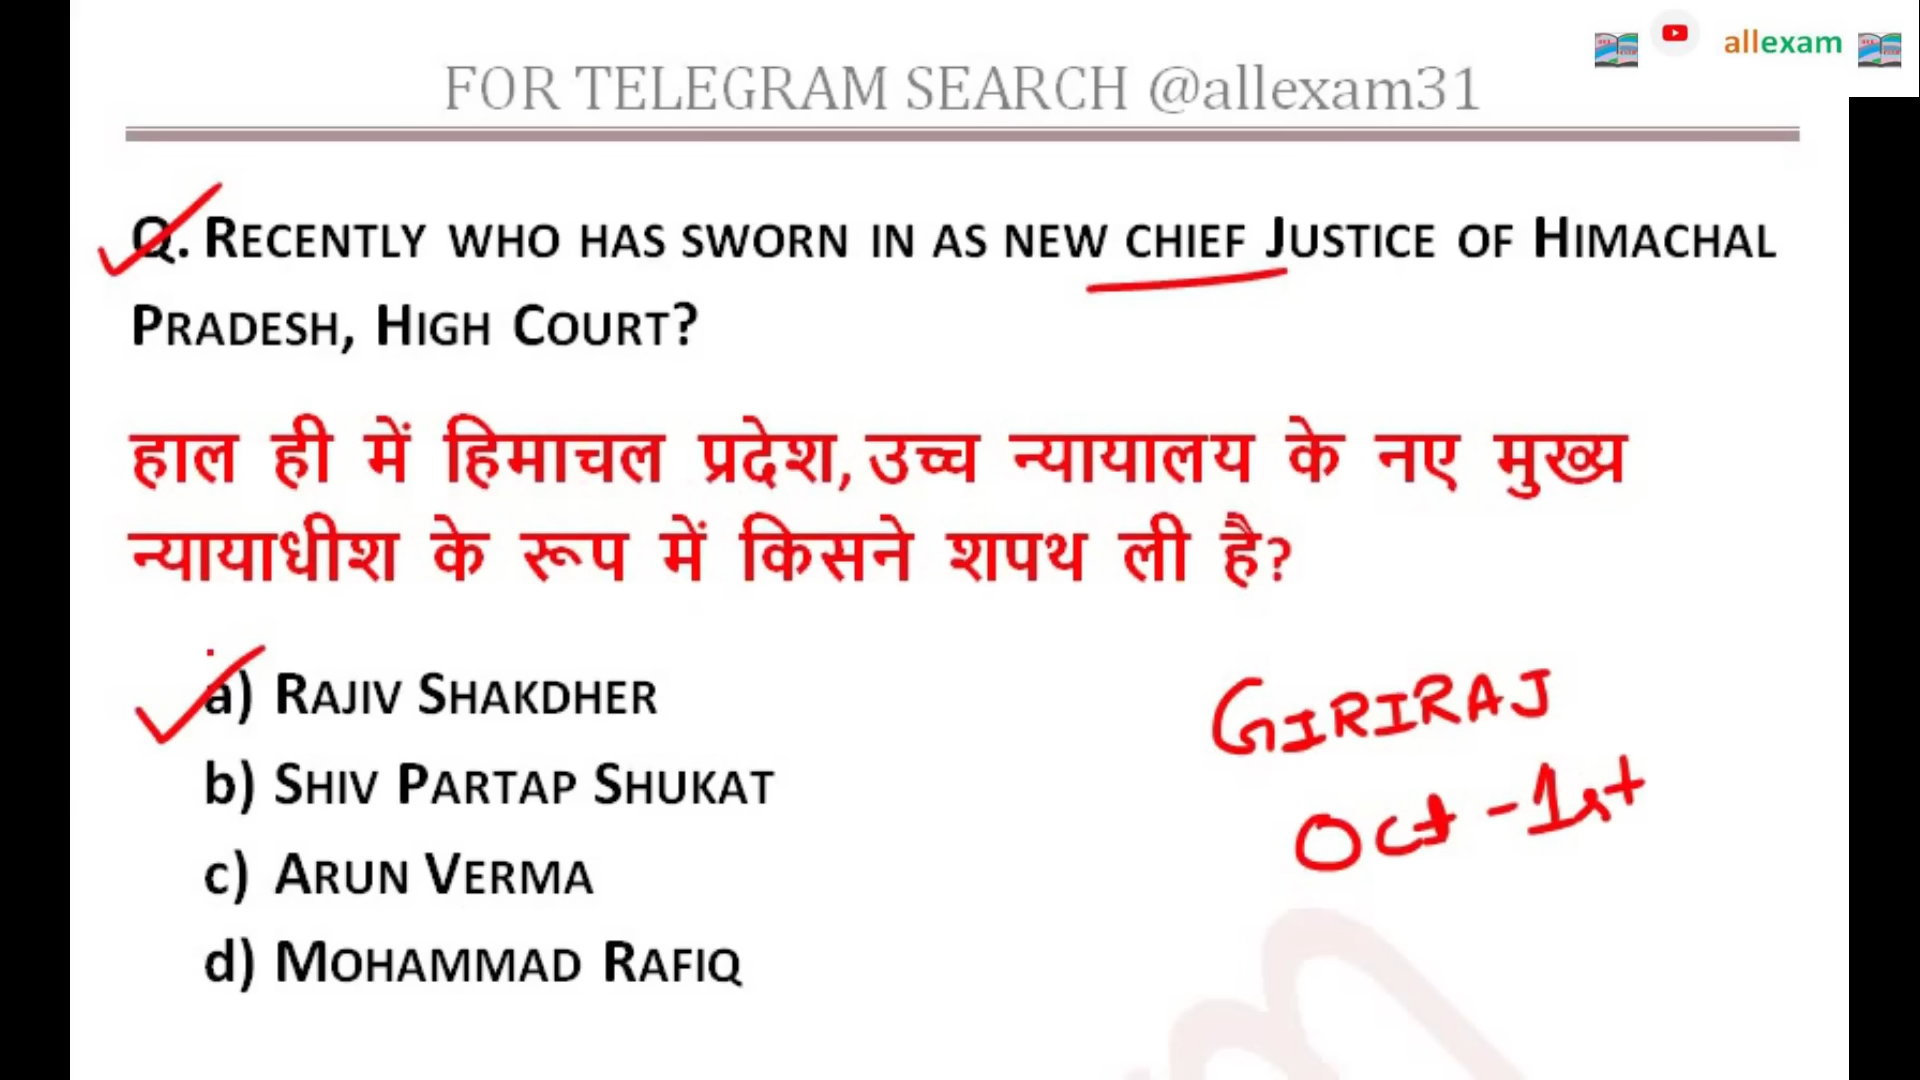 allexam
FOR TELEGRAM SEARCH @allexam31
Q. RECENTLY WHO HAS SWORN IN AS NEW CHIEF JUSTICE OF HIMACHAL
PRADESH, HIGH COURT?
हाल ही में हिमाचल प्रदेश, उच्च न्यायालय के नए मुख्य
न्यायाधीश के रूप में किसने शपथ ली है?
a) RAJIV SHAKDHER
GIRIRAJ
b) SHIV PARTAP SHUKAT
Oct - 1st
c) ARUN VERMA
d) MOHAMMAD RAFIQ